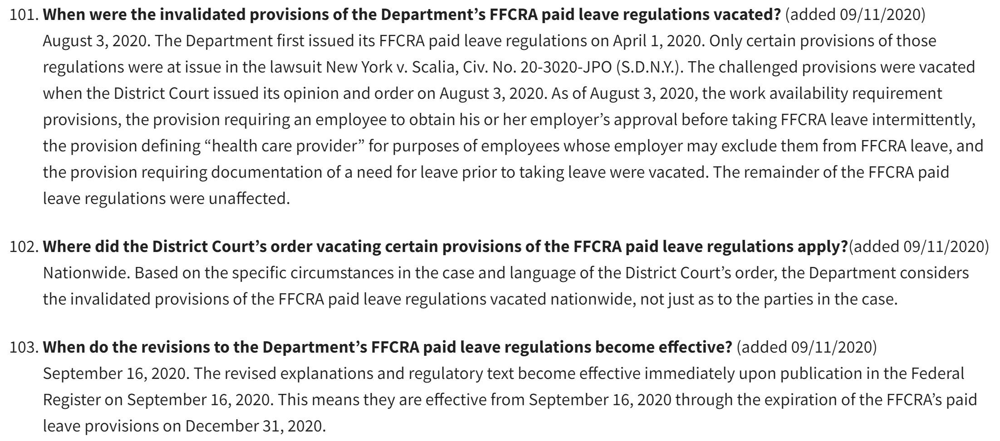 101. When were the invalidated provisions of the Department’s FFCRA paid leave regulations vacated? (added 09/11/2020)
August 3, 2020. The Department first issued its FFCRA paid leave regulations on April 1, 2020. Only certain provisions of those
regulations were at issue in the lawsuit New York v. Scalia, Civ. No. 20-3020-JPO (S.D.N.Y.). The challenged provisions were vacated
when the District Court issued its opinion and order on August 3, 2020. As of August 3, 2020, the work availability requirement
provisions, the provision requiring an employee to obtain his or her employer’s approval before taking FFCRA leave intermittently,
the provision defining “health care provider” for purposes of employees whose employer may exclude them from FFCRA leave, and
the provision requiring documentation of a need for leave prior to taking leave were vacated. The remainder of the FFCRA paid
leave regulations were unaffected.
102. Where did the District Court’s order vacating certain provisions of the FFCRA paid leave regulations apply?(added 09/11/2020)
Nationwide. Based on the specific circumstances in the case and language of the District Court’s order, the Department considers
the invalidated provisions of the FFCRA paid leave regulations vacated nationwide, not just as to the parties in the case.
103. When do the revisions to the Department’s FFCRA paid leave regulations become effective? (added 09/11/2020)
September 16, 2020. The revised explanations and regulatory text become effective immediately upon publication in the Federal
Register on September 16, 2020. This means they are effective from September 16, 2020 through the expiration of the FFCRA’s paid
leave provisions on December 31, 2020.